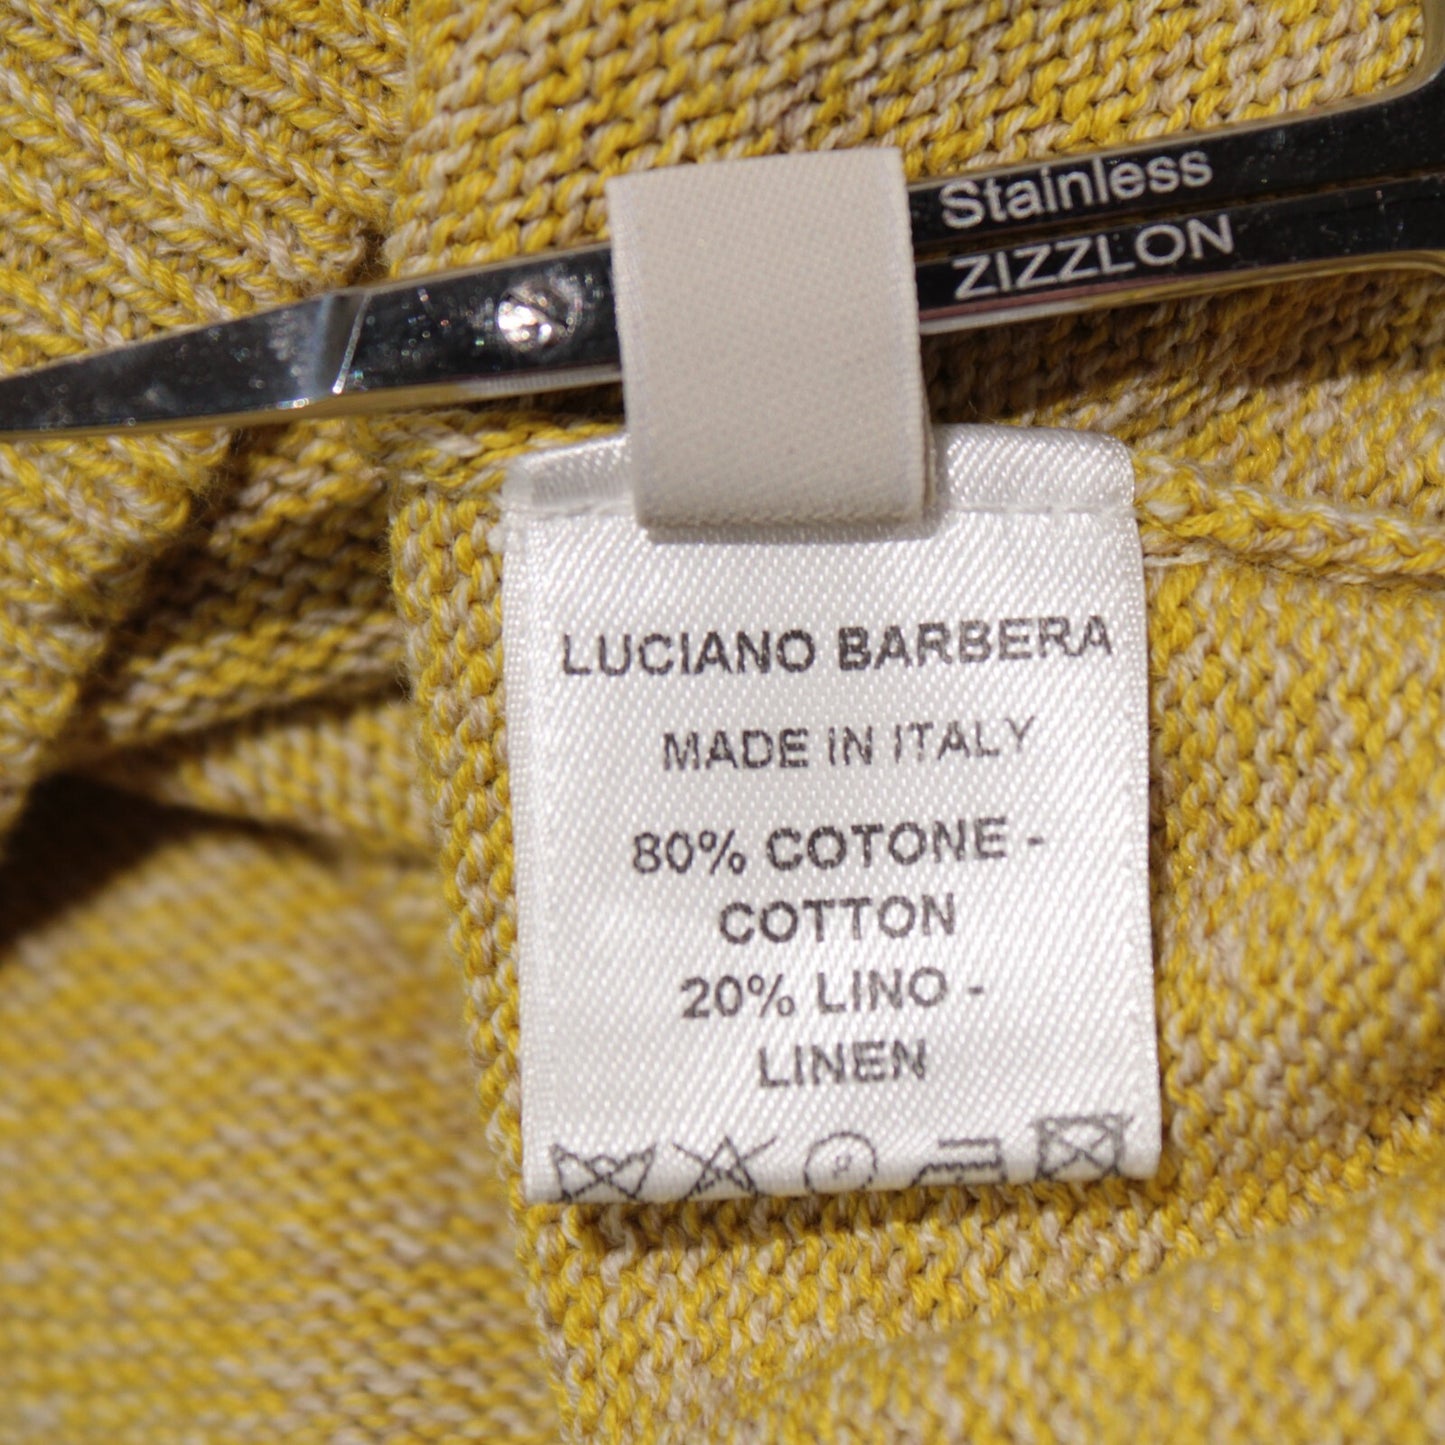 Stainless
ZIZZLON
LUCIANO BARBERA
MADE IN ITALY
80% COTONE -
COTTON
20% LINO -
LINEN